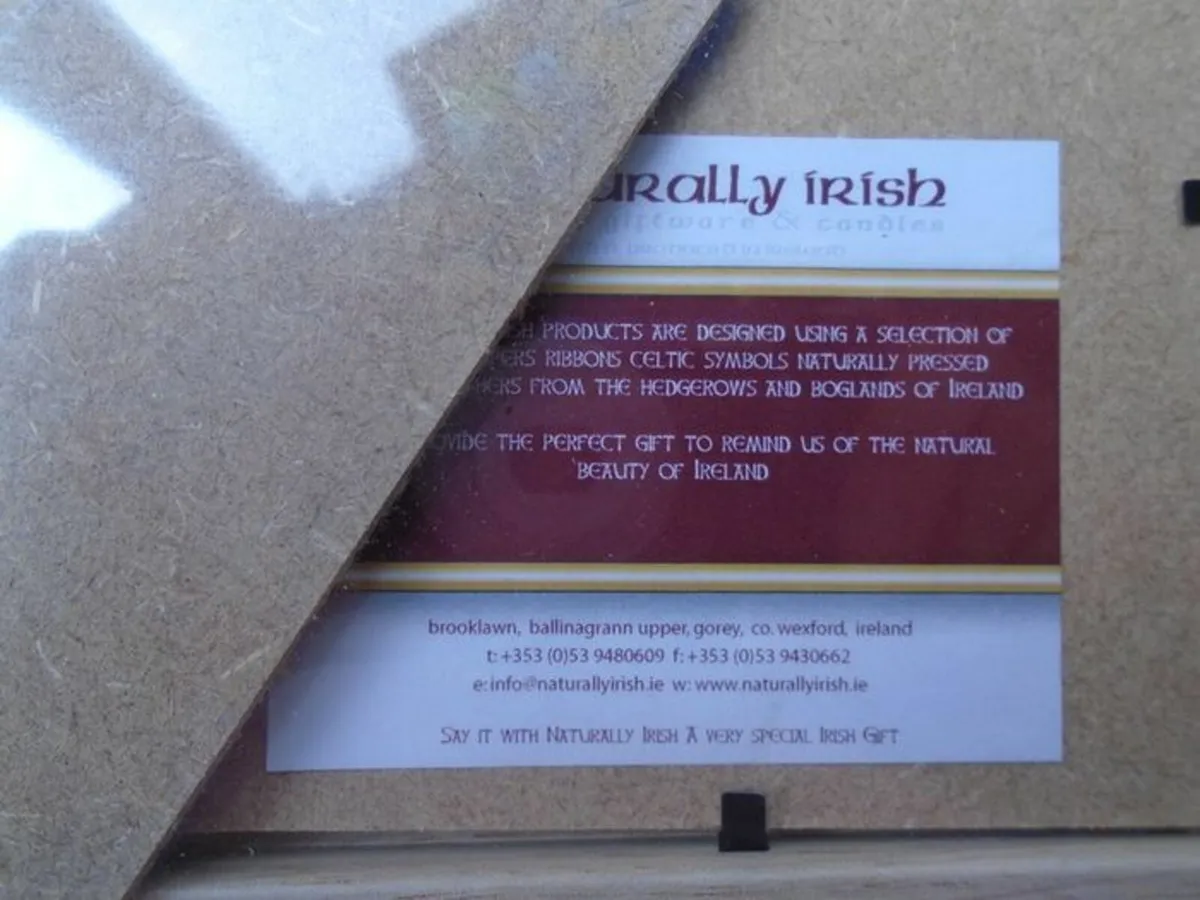 urally irish
giftware & candles
products are designed using a selection of
ribbons Celtic symbols naturally pressed
from the hedgerows and boglands of Ireland
the perfect gift to remind us of the natural
beauty of Ireland
brooklawn, ballinagrann upper, gorey, co. wexford, ireland
t:+353 (0)53 9480609 f:+353 (0)53 9430662
e:info@naturallyirish.ie w: www.naturallyirish.ie
Say it with Naturally Irish A very special Irish Gift